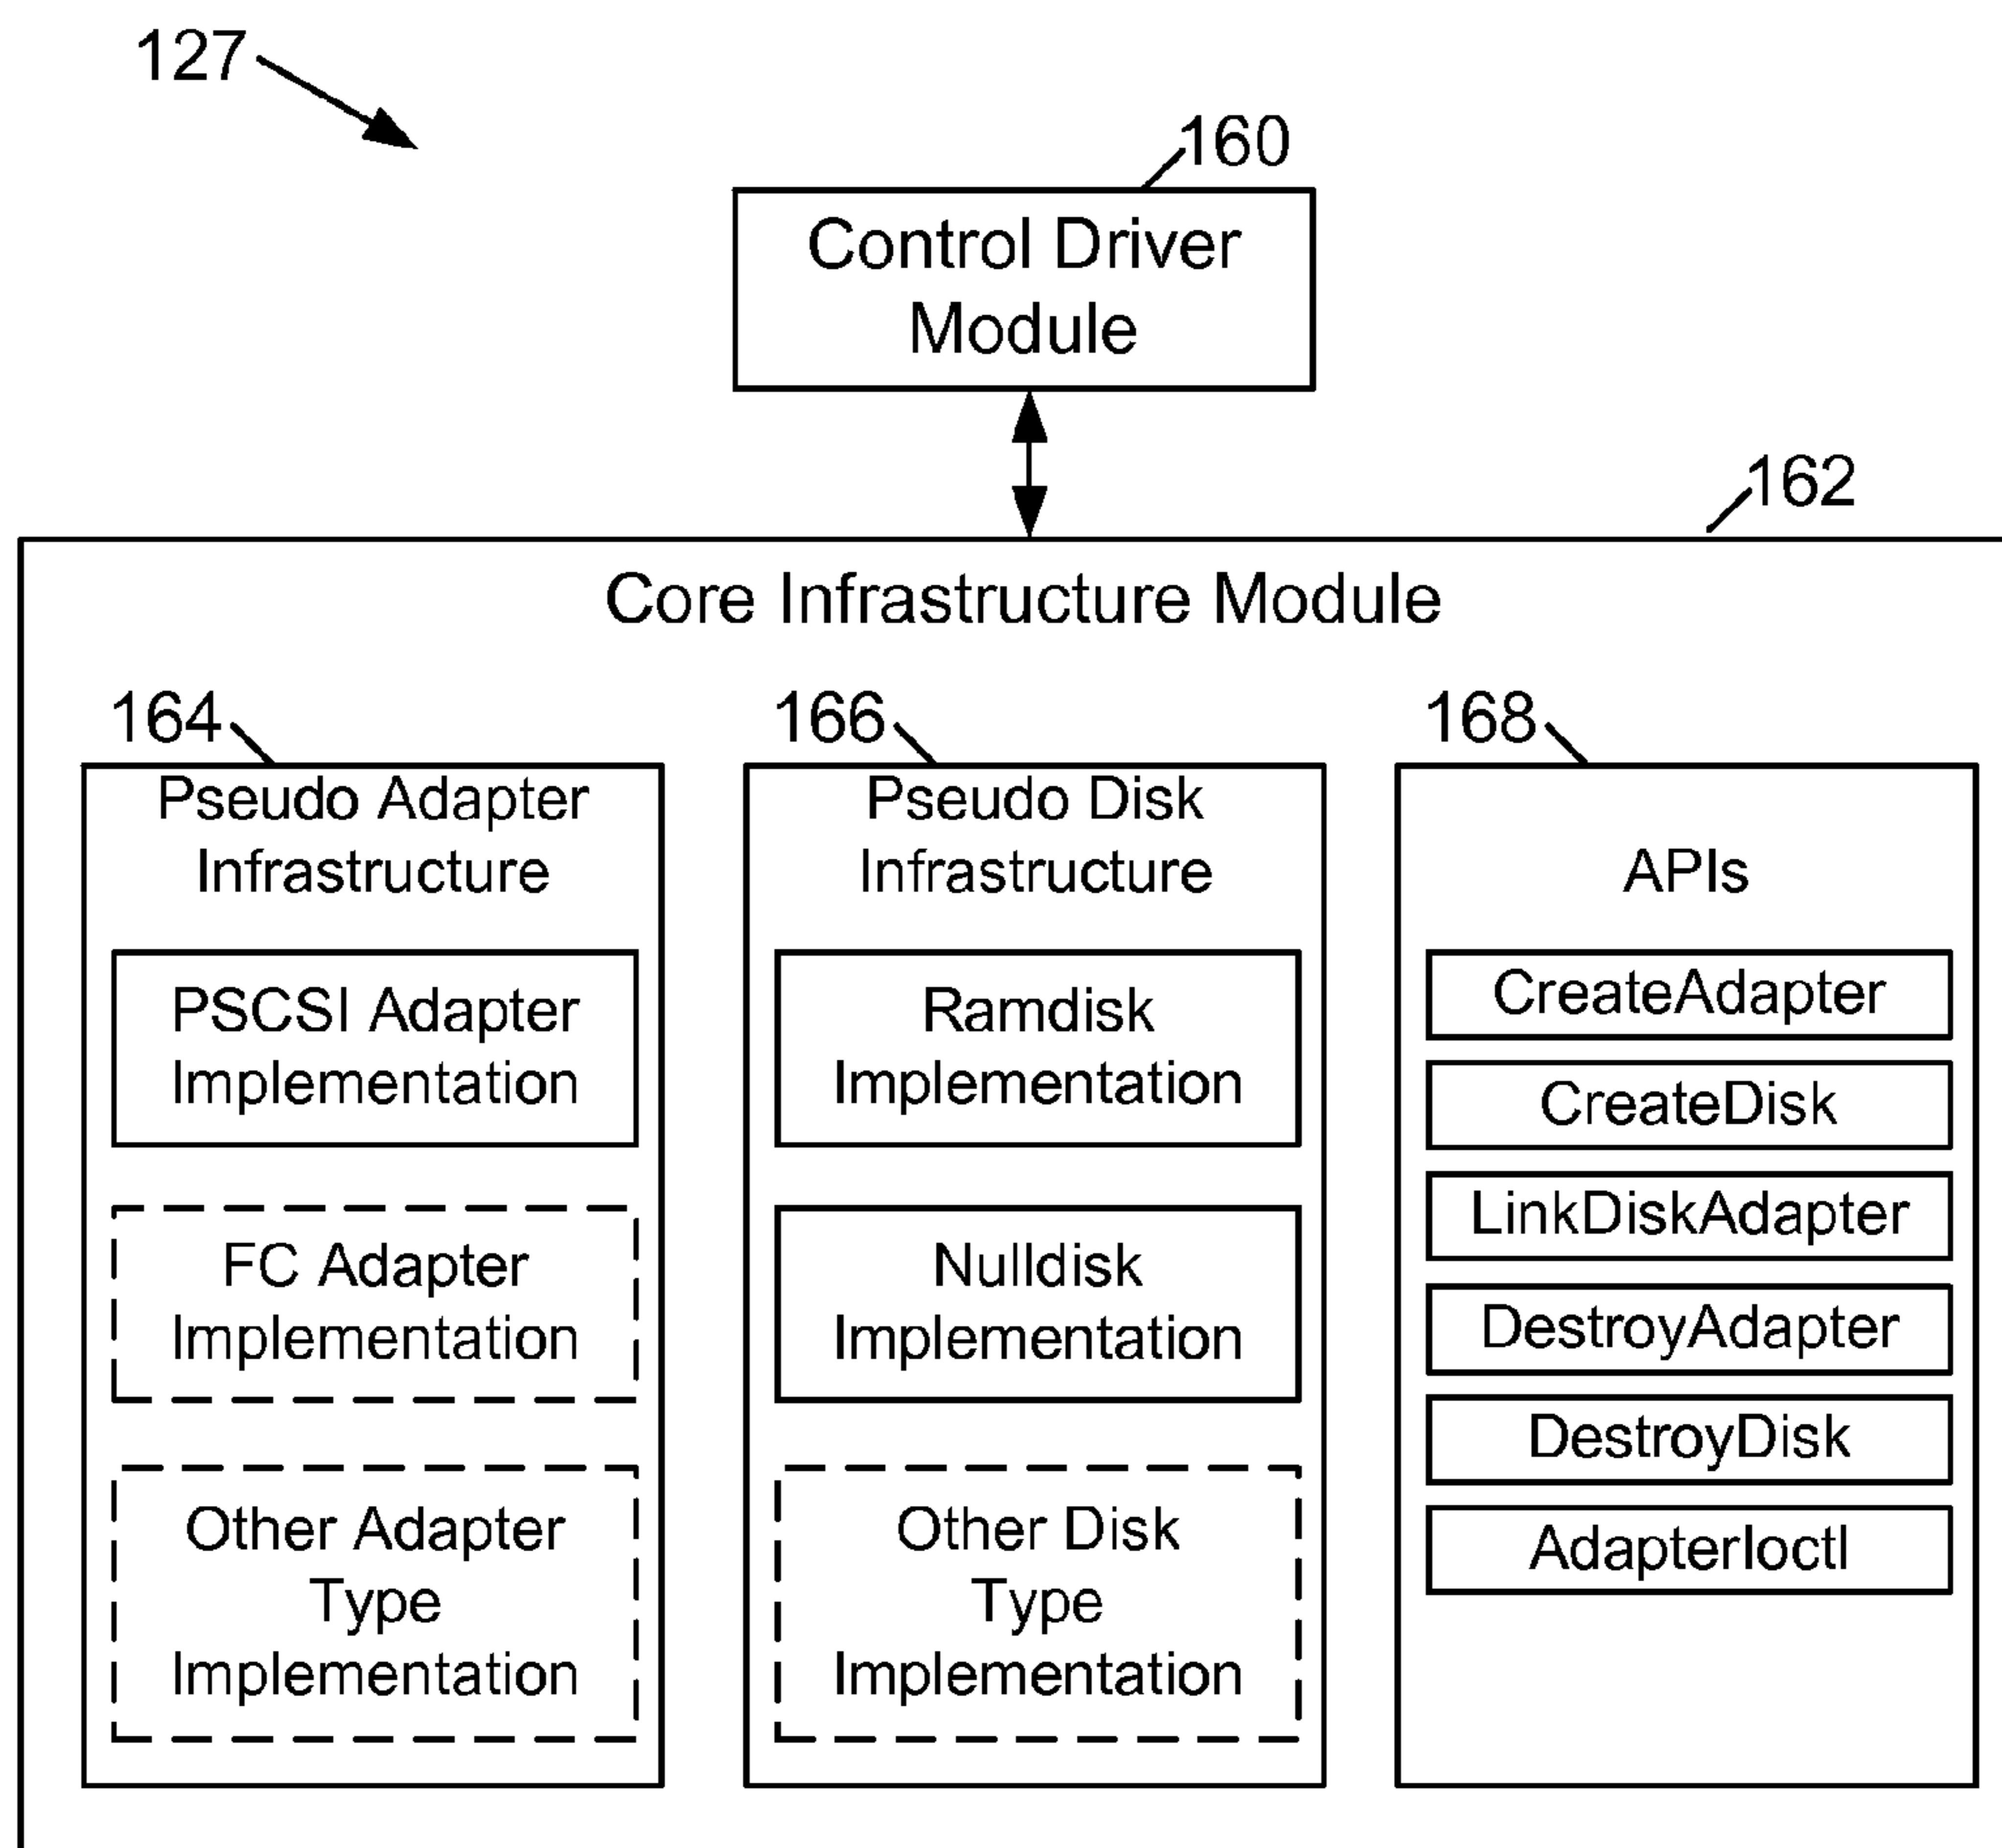 127
160
Control Driver
Module
162
Core Infrastructure Module
164
Pseudo Adapter
Infrastructure
PSCSI Adapter
Implementation
FC Adapter
Implementation
Other Adapter
Type
Implementation
166
Pseudo Disk
Infrastructure
Ramdisk
Implementation
Nulldisk
Implementation
Other Disk
Type
Implementation
168
APIs
CreateAdapter
CreateDisk
LinkDiskAdapter
DestroyAdapter
DestroyDisk
AdapterIoctl